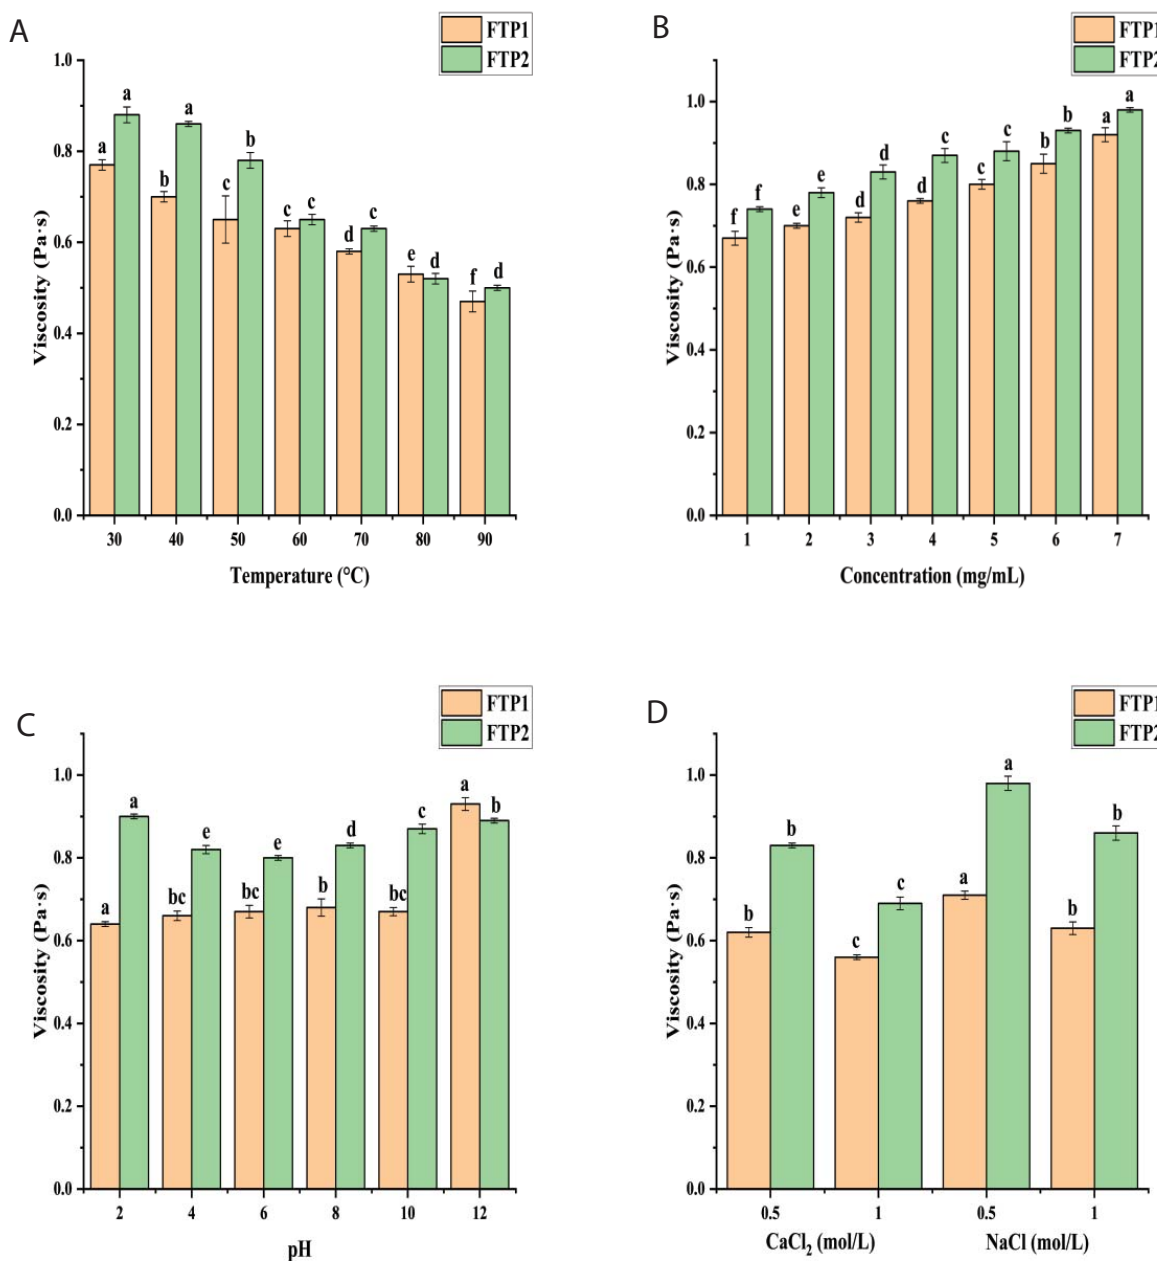 A
FTP1
FTP2
1.0
0.8
0.6
0.4
0.2
0.0
Viscosity (Pa·s)
a a b a c b c c d c e d f d
30 40 50 60 70 80 90
Temperature (°C)
B
FTP1
FTP2
1.0
0.8
0.6
0.4
0.2
0.0
Viscosity (Pa·s)
f f e e d d d c c c b b a a
1 2 3 4 5 6 7
Concentration (mg/mL)
C
FTP1
FTP2
1.0
0.8
0.6
0.4
0.2
0.0
Viscosity (Pa·s)
a a bc e bc e b d bc c a b
2 4 6 8 10 12
pH
D
FTP1
FTP2
1.0
0.8
0.6
0.4
0.2
0.0
Viscosity (Pa·s)
b b c c a a b b
0.5 1 0.5 1
CaCl₂ (mol/L) NaCl (mol/L)